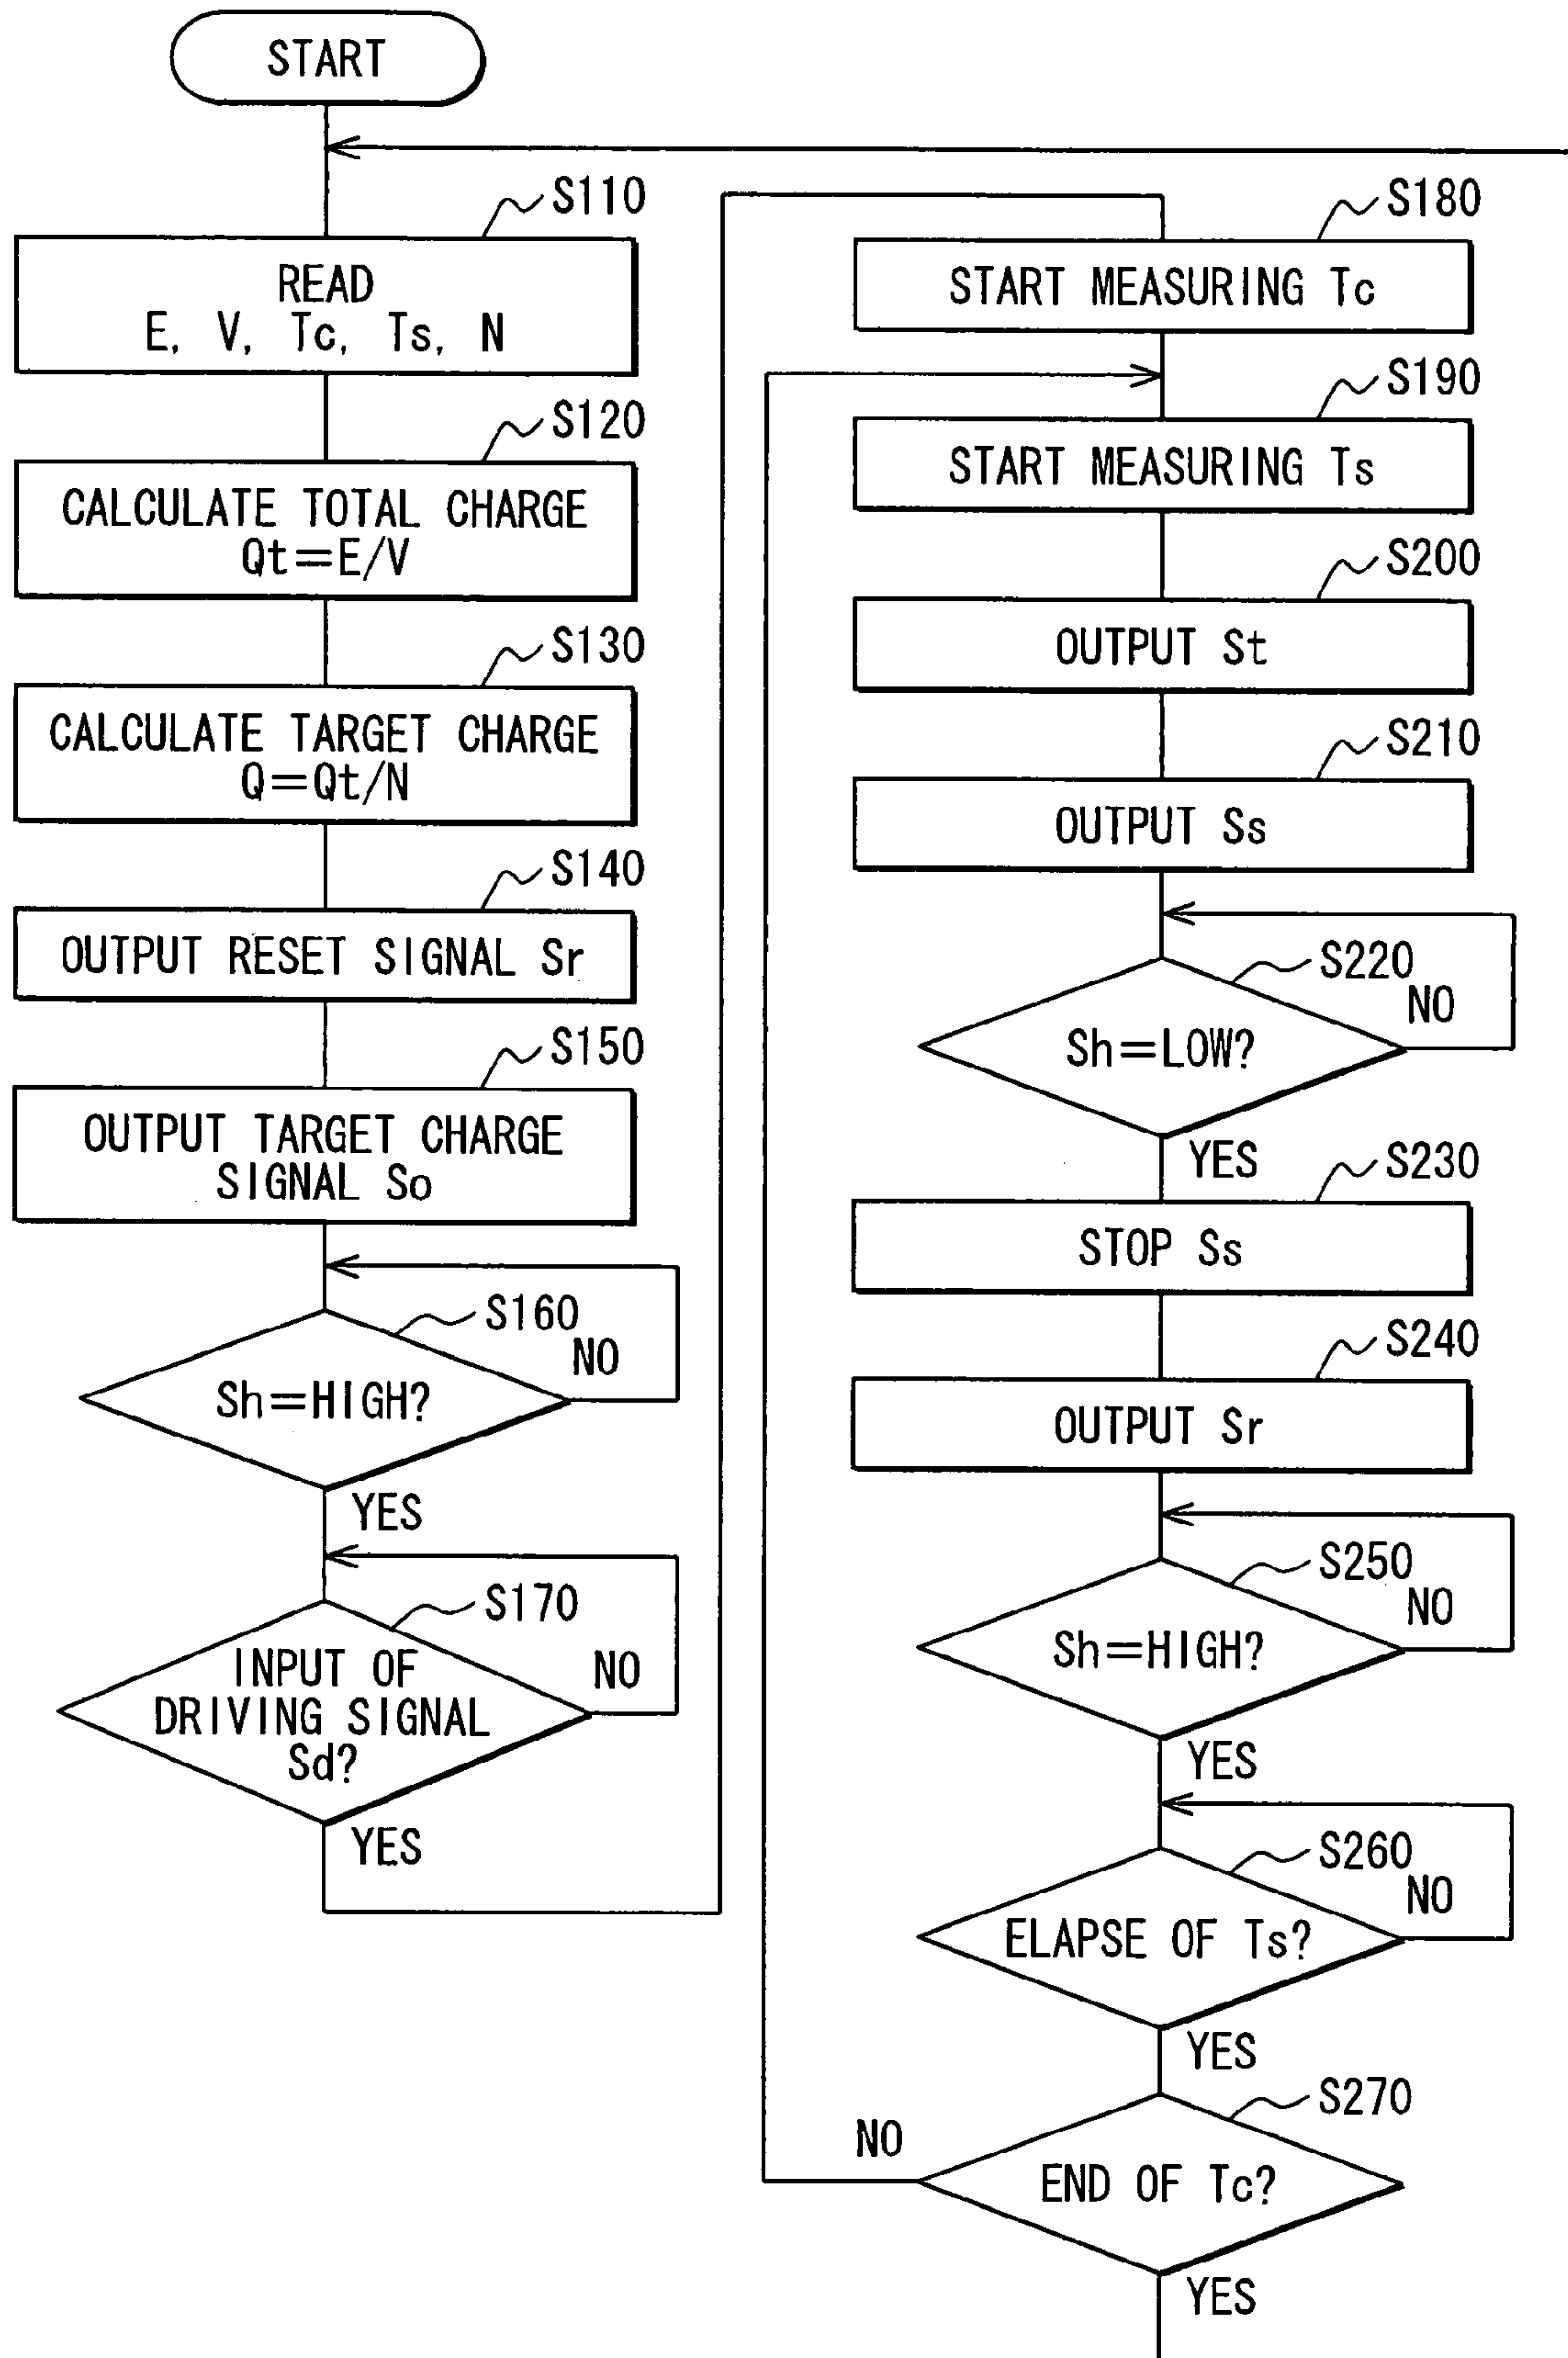 START
S110
READ
E, V, Tc, Ts, N
S120
CALCULATE TOTAL CHARGE
Qt=E/V
S130
CALCULATE TARGET CHARGE
Q=Qt/N
S140
OUTPUT RESET SIGNAL Sr
S150
OUTPUT TARGET CHARGE
SIGNAL So
S160
NO
Sh=HIGH?
YES
S170
NO
INPUT OF
DRIVING SIGNAL
Sd?
YES
S180
START MEASURING Tc
S190
START MEASURING Ts
S200
OUTPUT St
S210
OUTPUT Ss
S220
NO
Sh=LOW?
YES
S230
STOP Ss
S240
OUTPUT Sr
S250
NO
Sh=HIGH?
YES
S260
NO
ELAPSE OF Ts?
YES
S270
NO
END OF Tc?
YES